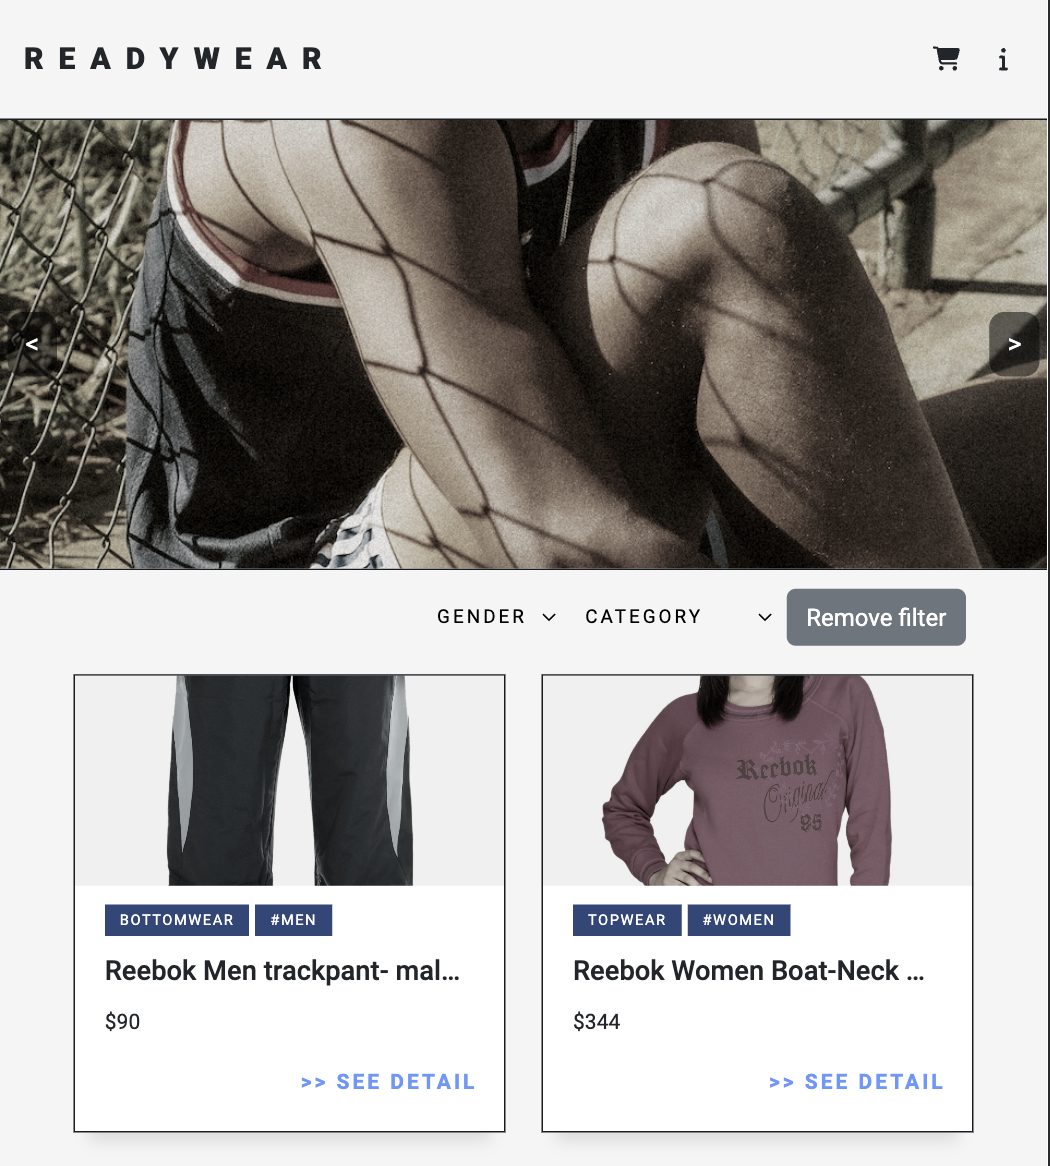 READYWEAR
<
>
GENDER CATEGORY Remove filter
BOTTOMWEAR #MEN
Reebok Men trackpant- mal...
$90
>> SEE DETAIL
Reebok
Original
95
TOPWEAR #WOMEN
Reebok Women Boat-Neck ...
$344
>> SEE DETAIL